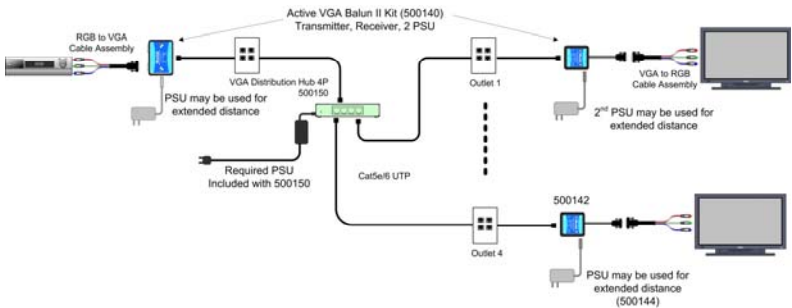 Active VGA Balun II Kit (500140)
Transmitter, Receiver, 2 PSU
RGB to VGA
Cable Assembly
VGA Distribution Hub 4P
500150
PSU may be used for
extended distance
Required PSU
Included with 500150
Cat5e/6 UTP
Outlet 1
VGA to RGB
Cable Assembly
2nd PSU may be used for
extended distance
500142
Outlet 4
PSU may be used for
extended distance
(500144)